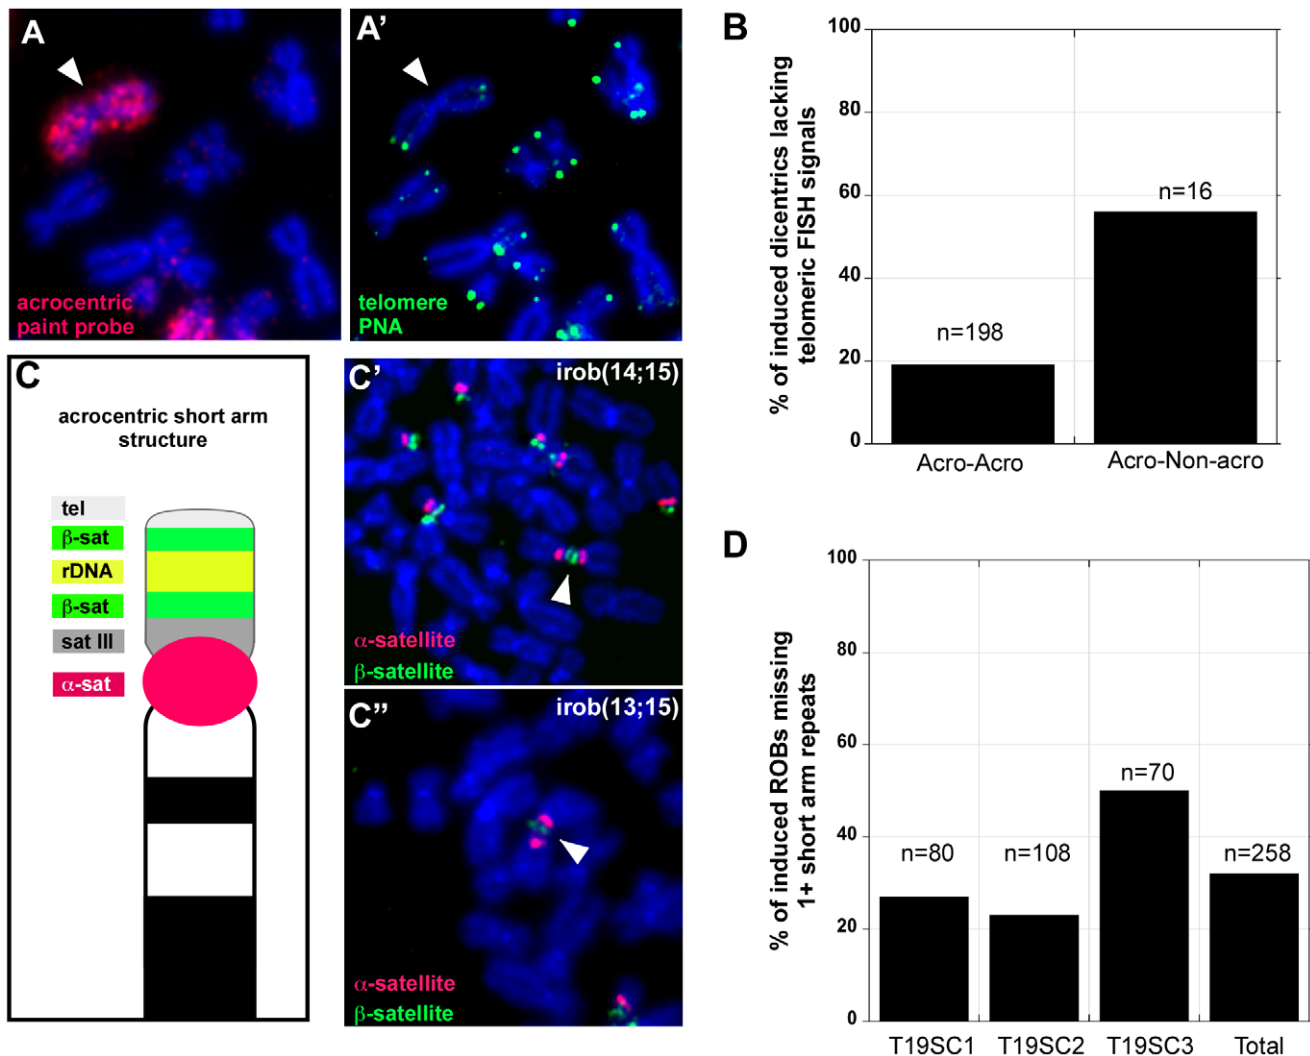 A
acrocentric
paint probe
A'
telomere
PNA
B
% of induced dicentrics lacking
telomeric FISH signals
100
80
60
40
20
0
n=198
n=16
Acro-Acro
Acro-Non-acro
C
acrocentric short arm
structure
tel
β-sat
rDNA
β-sat
sat III
α-sat
C'
irob(14;15)
α-satellite
β-satellite
C"
irob(13;15)
α-satellite
β-satellite
D
% of induced ROBs missing
1+ short arm repeats
100
80
60
40
20
0
n=80
n=108
n=70
n=258
T19SC1
T19SC2
T19SC3
Total